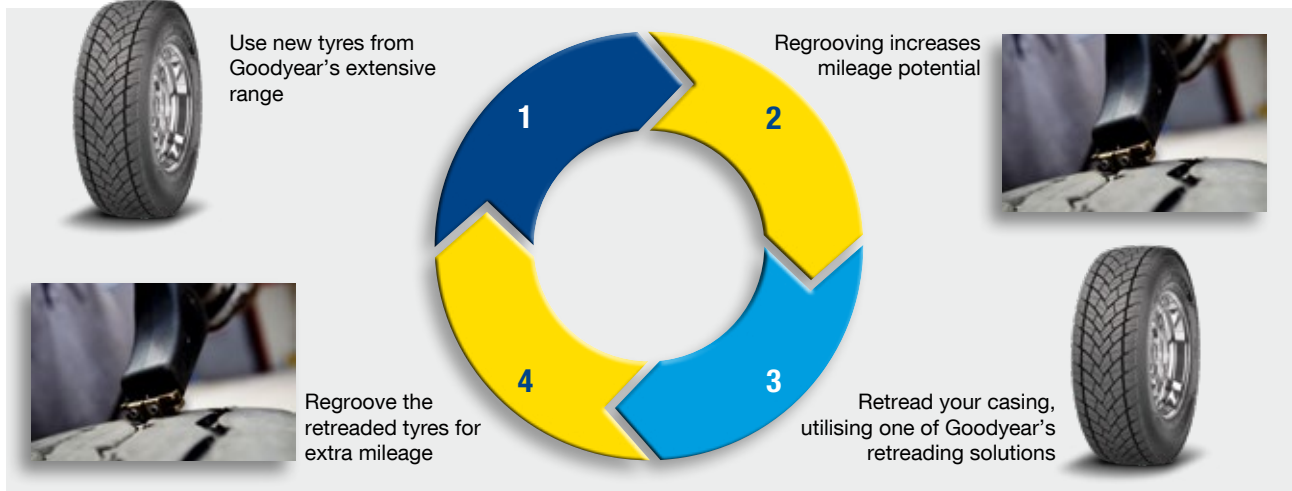 Use new tyres from
Goodyear's extensive
range
1
Regrooving increases
mileage potential
2
3
Retread your casing,
utilising one of Goodyear's
retreading solutions
4
Regroove the
retreaded tyres for
extra mileage